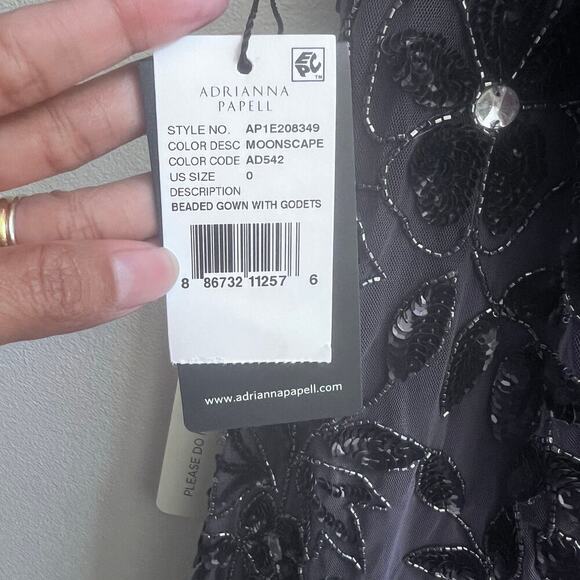 EPC™
ADRIANNA
PAPELL
STYLE NO. AP1E208349
COLOR DESC MOONSCAPE
COLOR CODE AD542
US SIZE 0
DESCRIPTION
BEADED GOWN WITH GODETS
8 86732 11257 6
www.adriannapapell.com
PLEASE DO